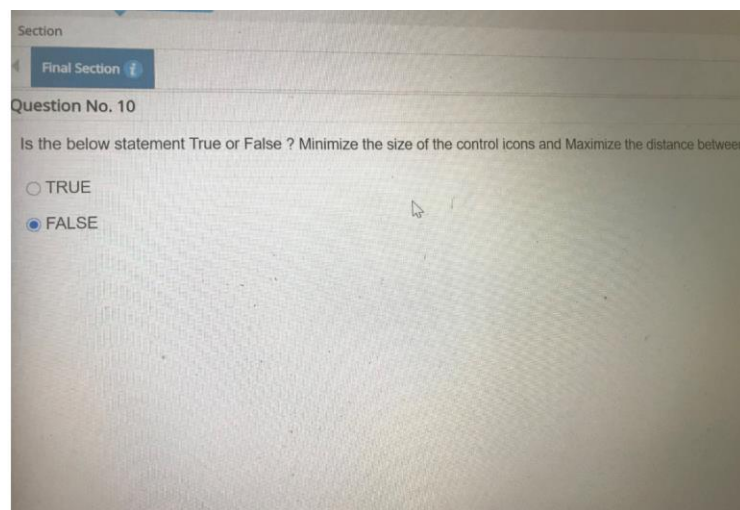 Section
Final Section i
Question No. 10
Is the below statement True or False ? Minimize the size of the control icons and Maximize the distance between
TRUE
FALSE